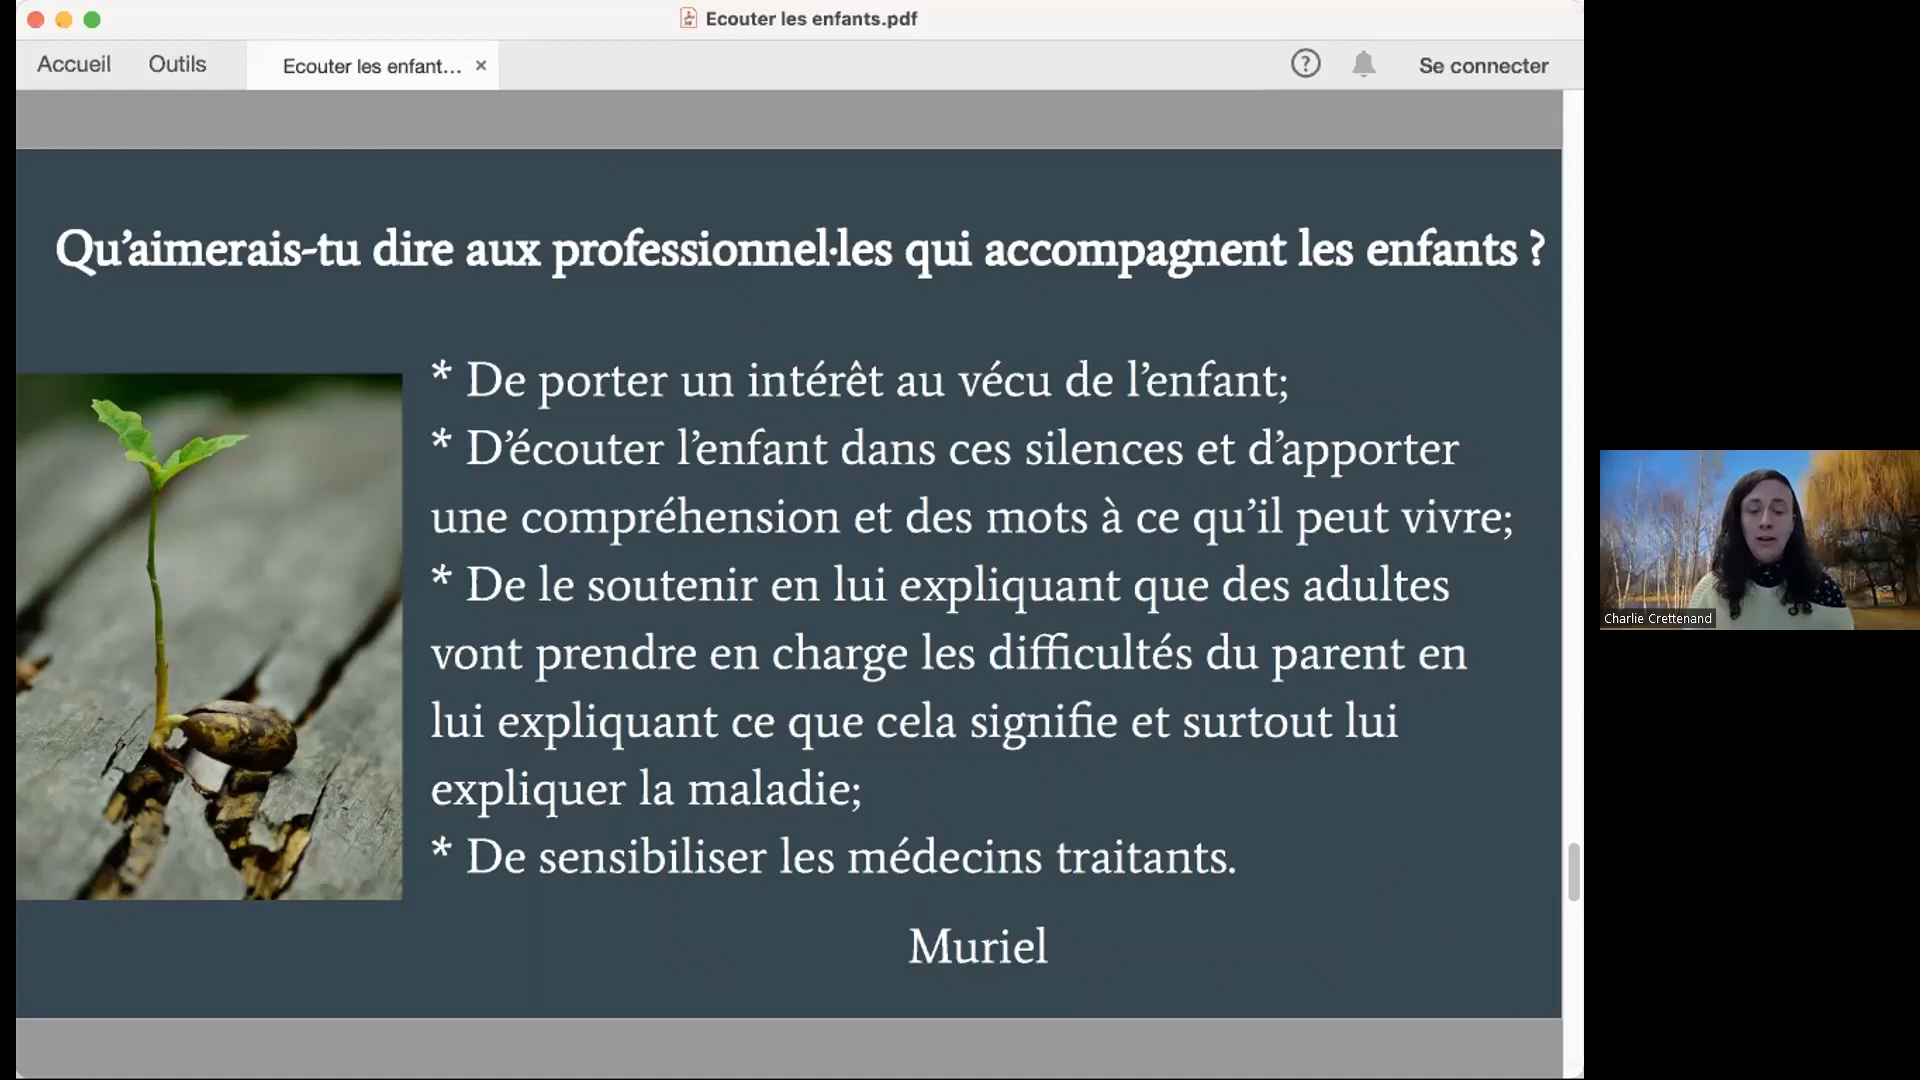 Ecouter les enfants.pdf
Accueil
Outils
Ecouter les enfant...
Se connecter
Qu'aimerais-tu dire aux professionnel·les qui accompagnent les enfants ?
* De porter un intérêt au vécu de l'enfant;
* D'écouter l'enfant dans ces silences et d'apporter
une compréhension et des mots à ce qu'il peut vivre;
* De le soutenir en lui expliquant que des adultes
vont prendre en charge les difficultés du parent en
lui expliquant ce que cela signifie et surtout lui
expliquer la maladie;
* De sensibiliser les médecins traitants.
Muriel
Charlie Crettenand